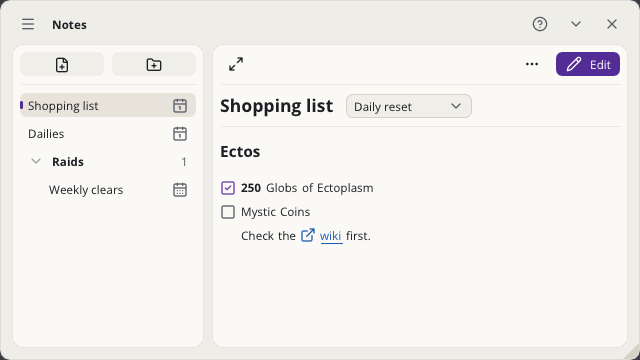 Notes
Edit
Shopping list
Dailies
Raids 1
Weekly clears
Shopping list Daily reset
Ectos
250 Globs of Ectoplasm
Mystic Coins
Check the wiki first.